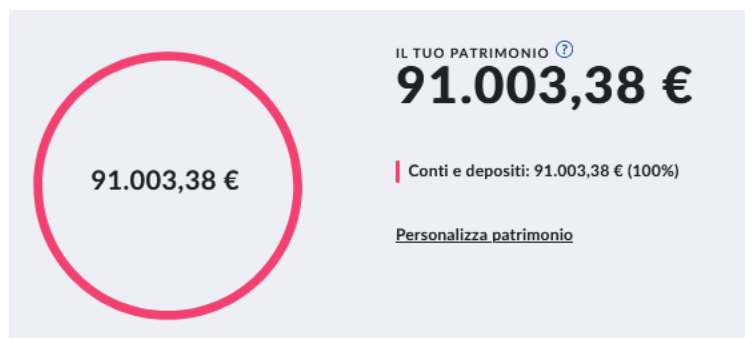 91.003,38 €
IL TUO PATRIMONIO ?
91.003,38 €
Conti e depositi: 91.003,38 € (100%)
Personalizza patrimonio